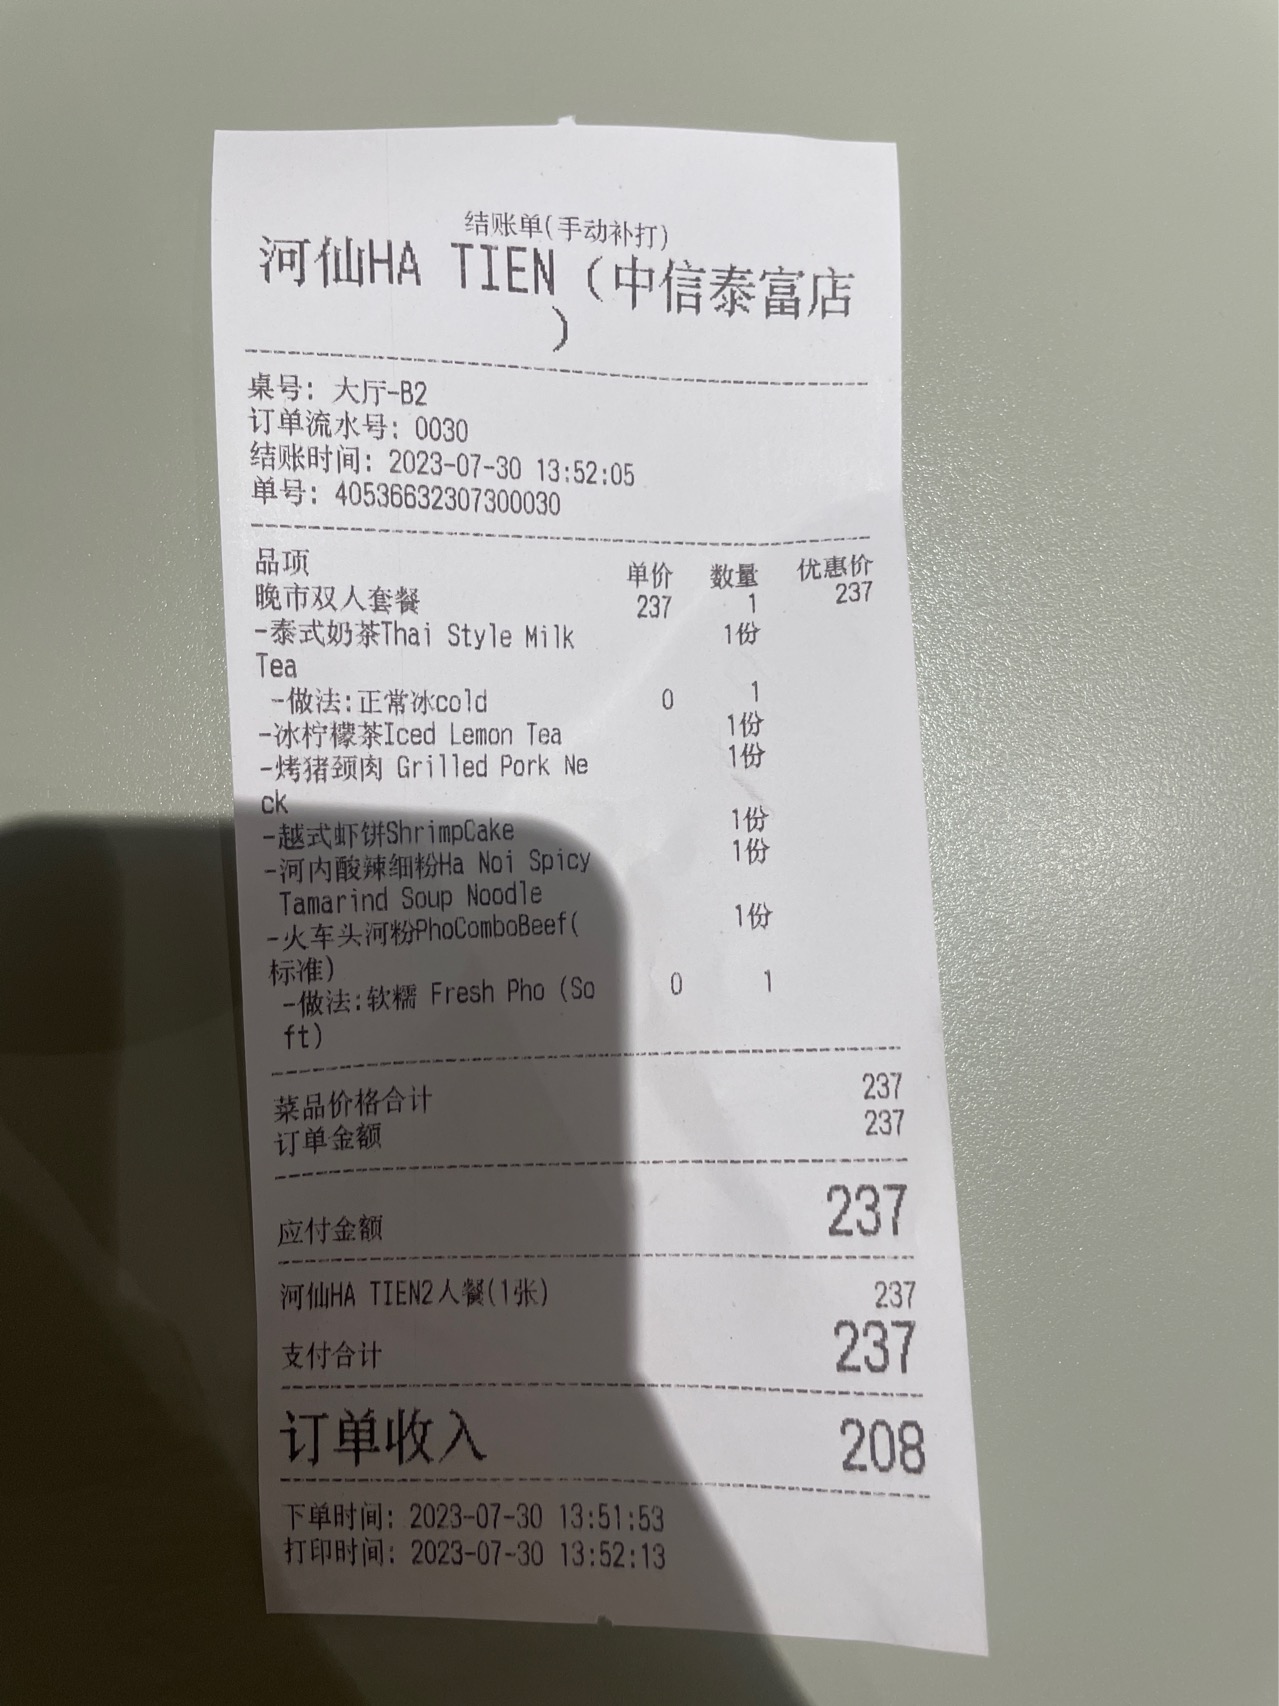 结账单(手动补打)
河仙HA TIEN（中信泰富店
）
桌号: 大厅-B2
订单流水号: 0030
结账时间: 2023-07-30 13:52:05
单号: 40536632307300030
品项 单价 数量 优惠价
晚市双人套餐 237 1 237
-泰式奶茶Thai Style Milk 1份
Tea
-做法:正常冰cold 0 1
-冰柠檬茶Iced Lemon Tea 1份
-烤猪颈肉 Grilled Pork Ne 1份
ck
-越式虾饼ShrimpCake 1份
-河内酸辣细粉Ha Noi Spicy 1份
Tamarind Soup Noodle
-火车头河粉PhoComboBeef( 1份
标准)
-做法:软糯 Fresh Pho (So 0 1
ft)
菜品价格合计 237
订单金额 237
应付金额 237
河仙HA TIEN2人餐(1张) 237
支付合计 237
订单收入 208
下单时间: 2023-07-30 13:51:53
打印时间: 2023-07-30 13:52:13